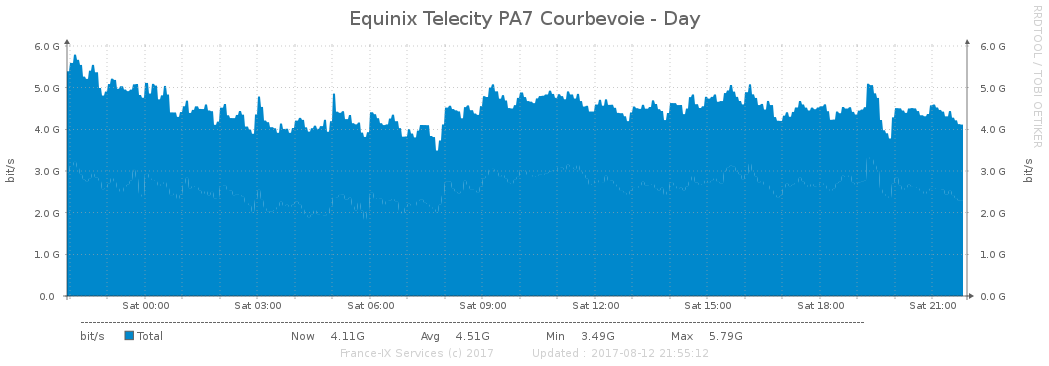 Equinix Telecity PA7 Courbevoie - Day
RRDTOOL / TOBI OETIKER
bit/s
6.0 G 6.0 G
5.0 G 5.0 G
4.0 G 4.0 G
3.0 G 3.0 G
2.0 G 2.0 G
1.0 G 1.0 G
0.0 0.0 G
bit/s
Sat 00:00 Sat 03:00 Sat 06:00 Sat 09:00 Sat 12:00 Sat 15:00 Sat 18:00 Sat 21:00
bit/s Total Now 4.11G Avg 4.51G Min 3.49G Max 5.79G
France-IX Services (c) 2017 Updated : 2017-08-12 21:55:12